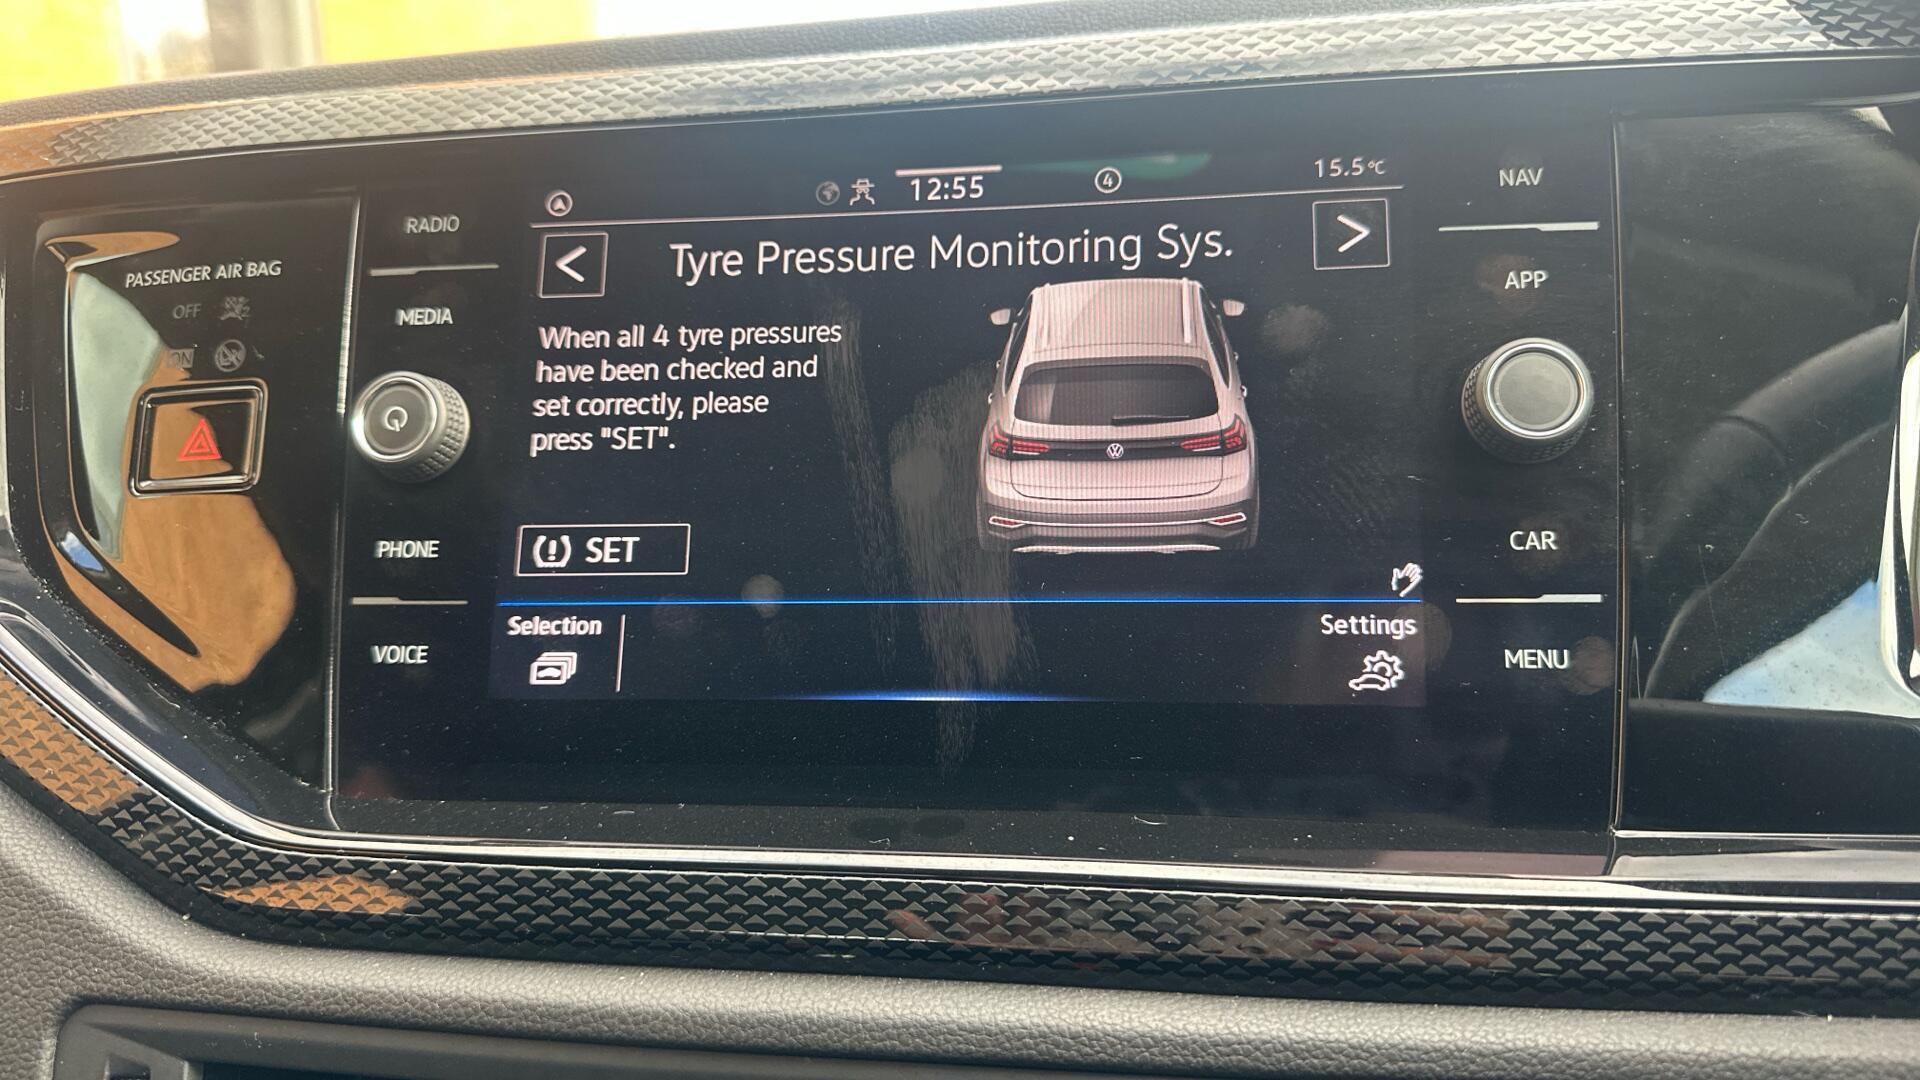 12:55
4
15.5°C
NAV
RADIO
Tyre Pressure Monitoring Sys.
PASSENGER AIR BAG
OFF
2
ON
MEDIA
APP
When all 4 tyre pressures
have been checked and
set correctly, please
press "SET".
PHONE
SET
CAR
Selection
Settings
VOICE
MENU